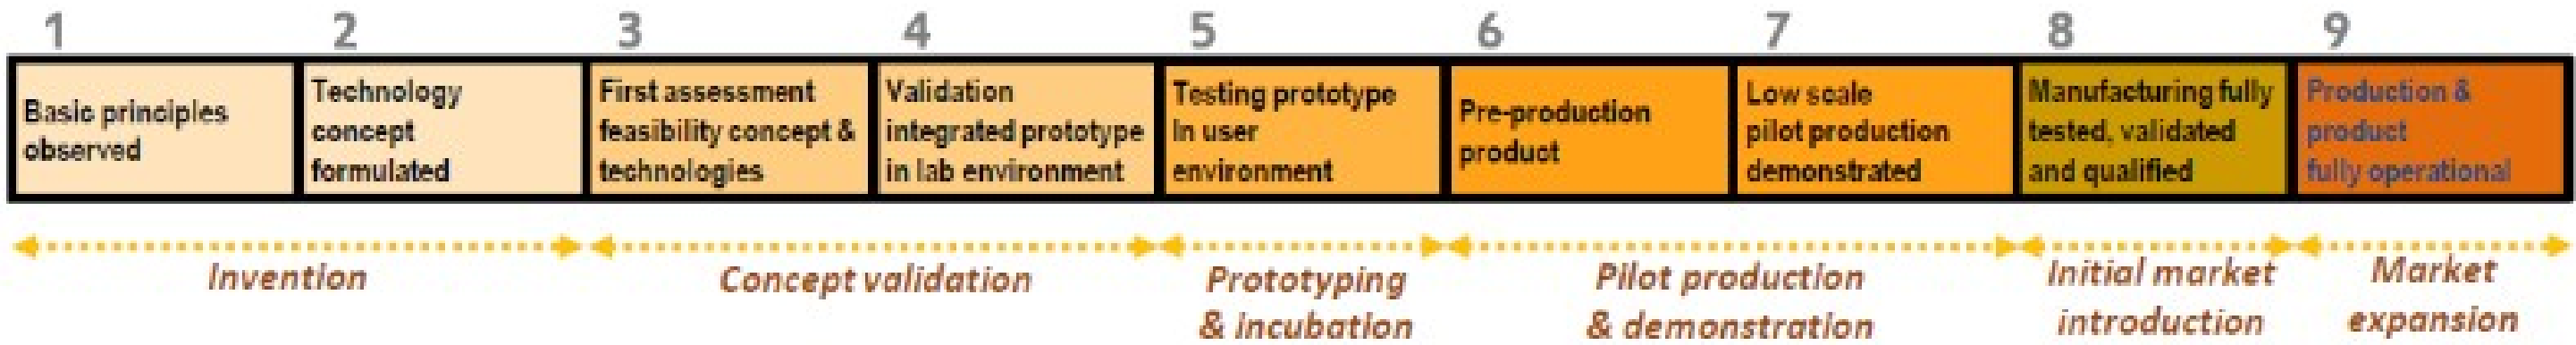 1 2 3 4 5 6 7 8 9
Basic principles
observed
Technology
concept
formulated
First assessment
feasibility concept &
technologies
Validation
integrated prototype
in lab environment
Testing prototype
In user
environment
Pre-production
product
Low scale
pilot production
demonstrated
Manufacturing fully
tested, validated
and qualified
Production &
product
fully operational
Invention
Concept validation
Prototyping
& incubation
Pilot production
& demonstration
Initial market
introduction
Market
expansion